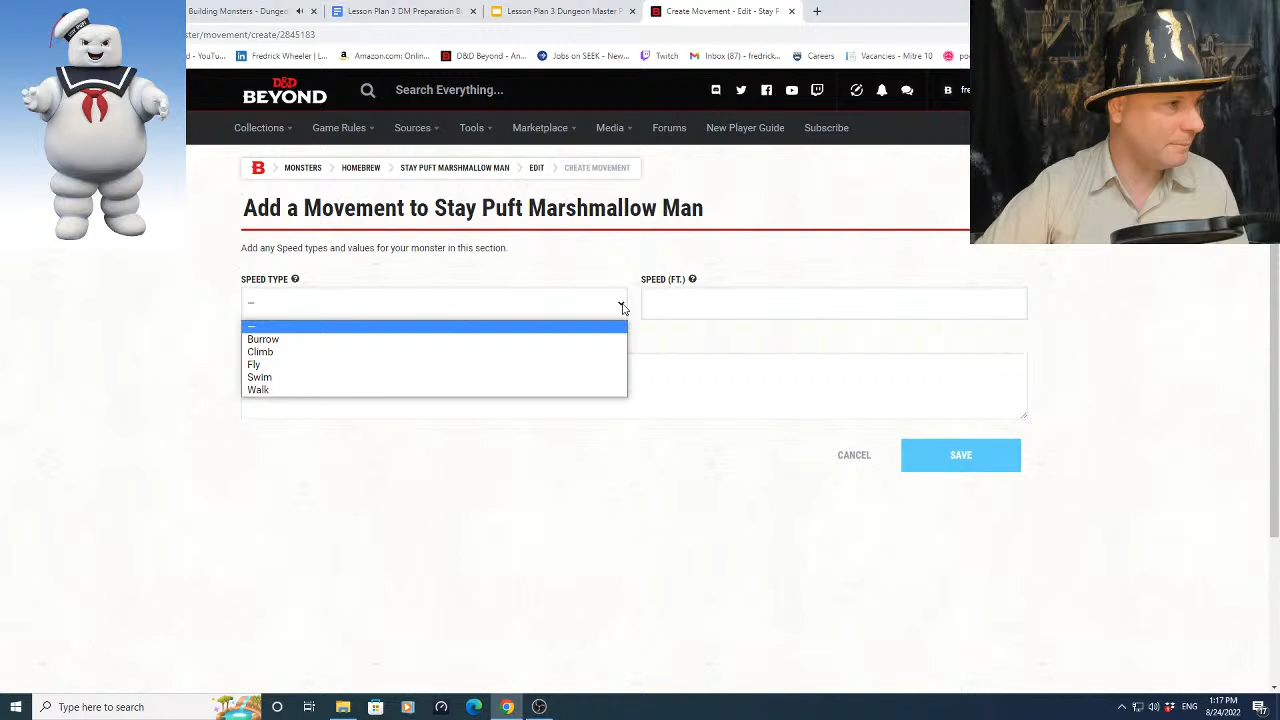 Building Monsters - Dungeo
Lesson Plan 3 DM Preparation B
Lesson Plan 3 Dungeon Master P
Create Movement - Edit - Stay P
ter/movement/create/2845183
d - YouTu...
Fredrick Wheeler | L...
Amazon.com: Onlin...
D&D Beyond - An...
Jobs on SEEK - New...
Twitch
Inbox (87) - fredrick...
Careers
Vacancies - Mitre 10
D&D
BEYOND
Search Everything...
fre
Collections
Game Rules
Sources
Tools
Marketplace
Media
Forums
New Player Guide
Subscribe
MONSTERS
HOMEBREW
STAY PUFT MARSHMALLOW MAN
EDIT
CREATE MOVEMENT
Add a Movement to Stay Puft Marshmallow Man
Add any Speed types and values for your monster in this section.
SPEED TYPE
SPEED (FT.)
Burrow
Climb
Fly
Swim
Walk
CANCEL
SAVE
Type here to search
ENG
1:17 PM
8/24/2022